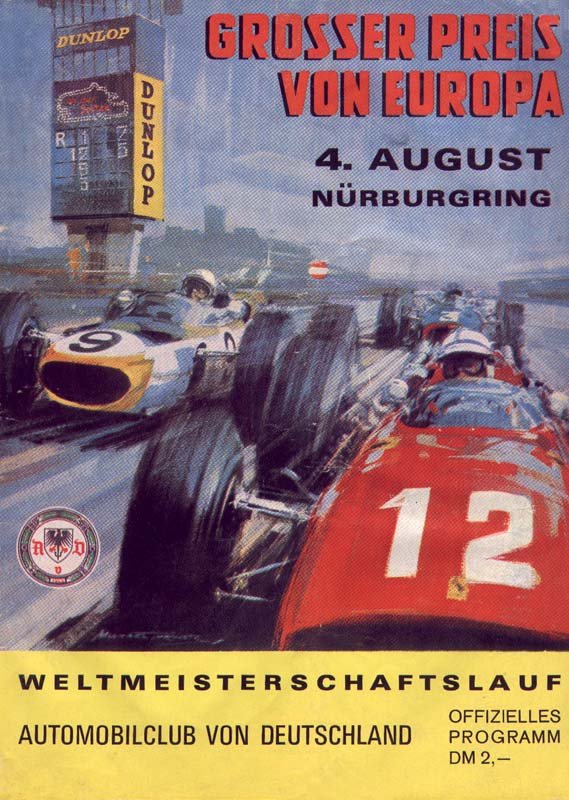 GROSSER PREIS
VON EUROPA
4. AUGUST
NÜRBURGRING
DUNLOP
DUNLOP
R
9
12
A v D
WELTMEISTERSCHAFTSLAUF
AUTOMOBILCLUB VON DEUTSCHLAND
OFFIZIELLES
PROGRAMM
DM 2,—